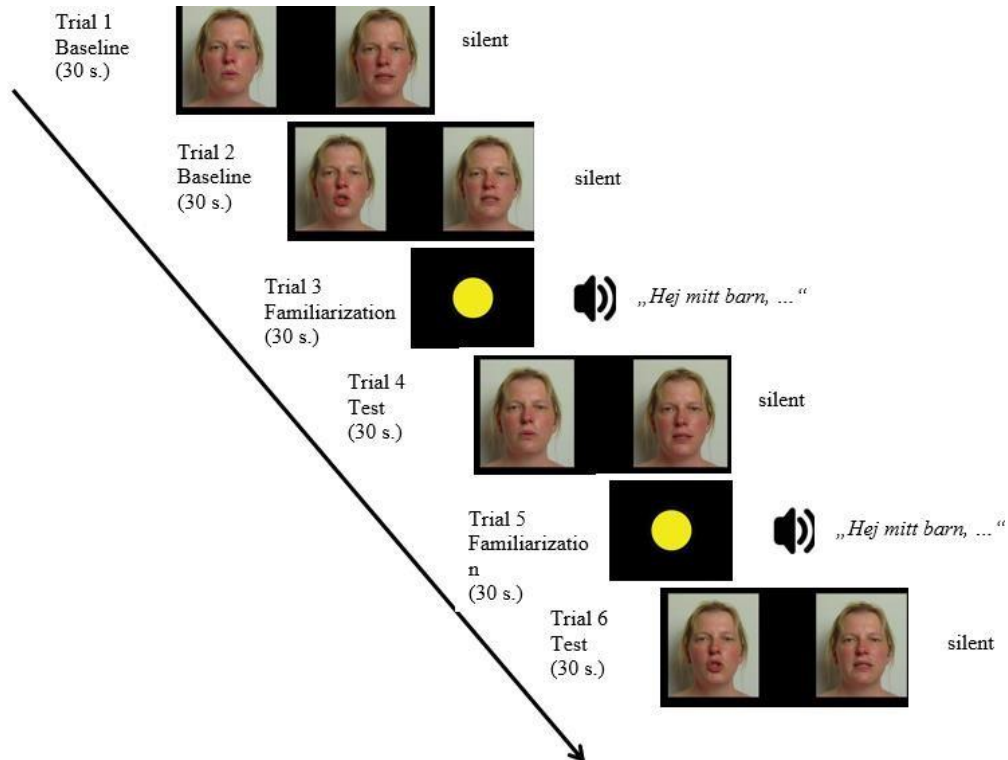 Trial 1
Baseline
(30 s.)
silent
Trial 2
Baseline
(30 s.)
silent
Trial 3
Familiarization
(30 s.)
„Hej mitt barn, …“
Trial 4
Test
(30 s.)
silent
Trial 5
Familiarizatio
n
(30 s.)
„Hej mitt barn, …“
Trial 6
Test
(30 s.)
silent